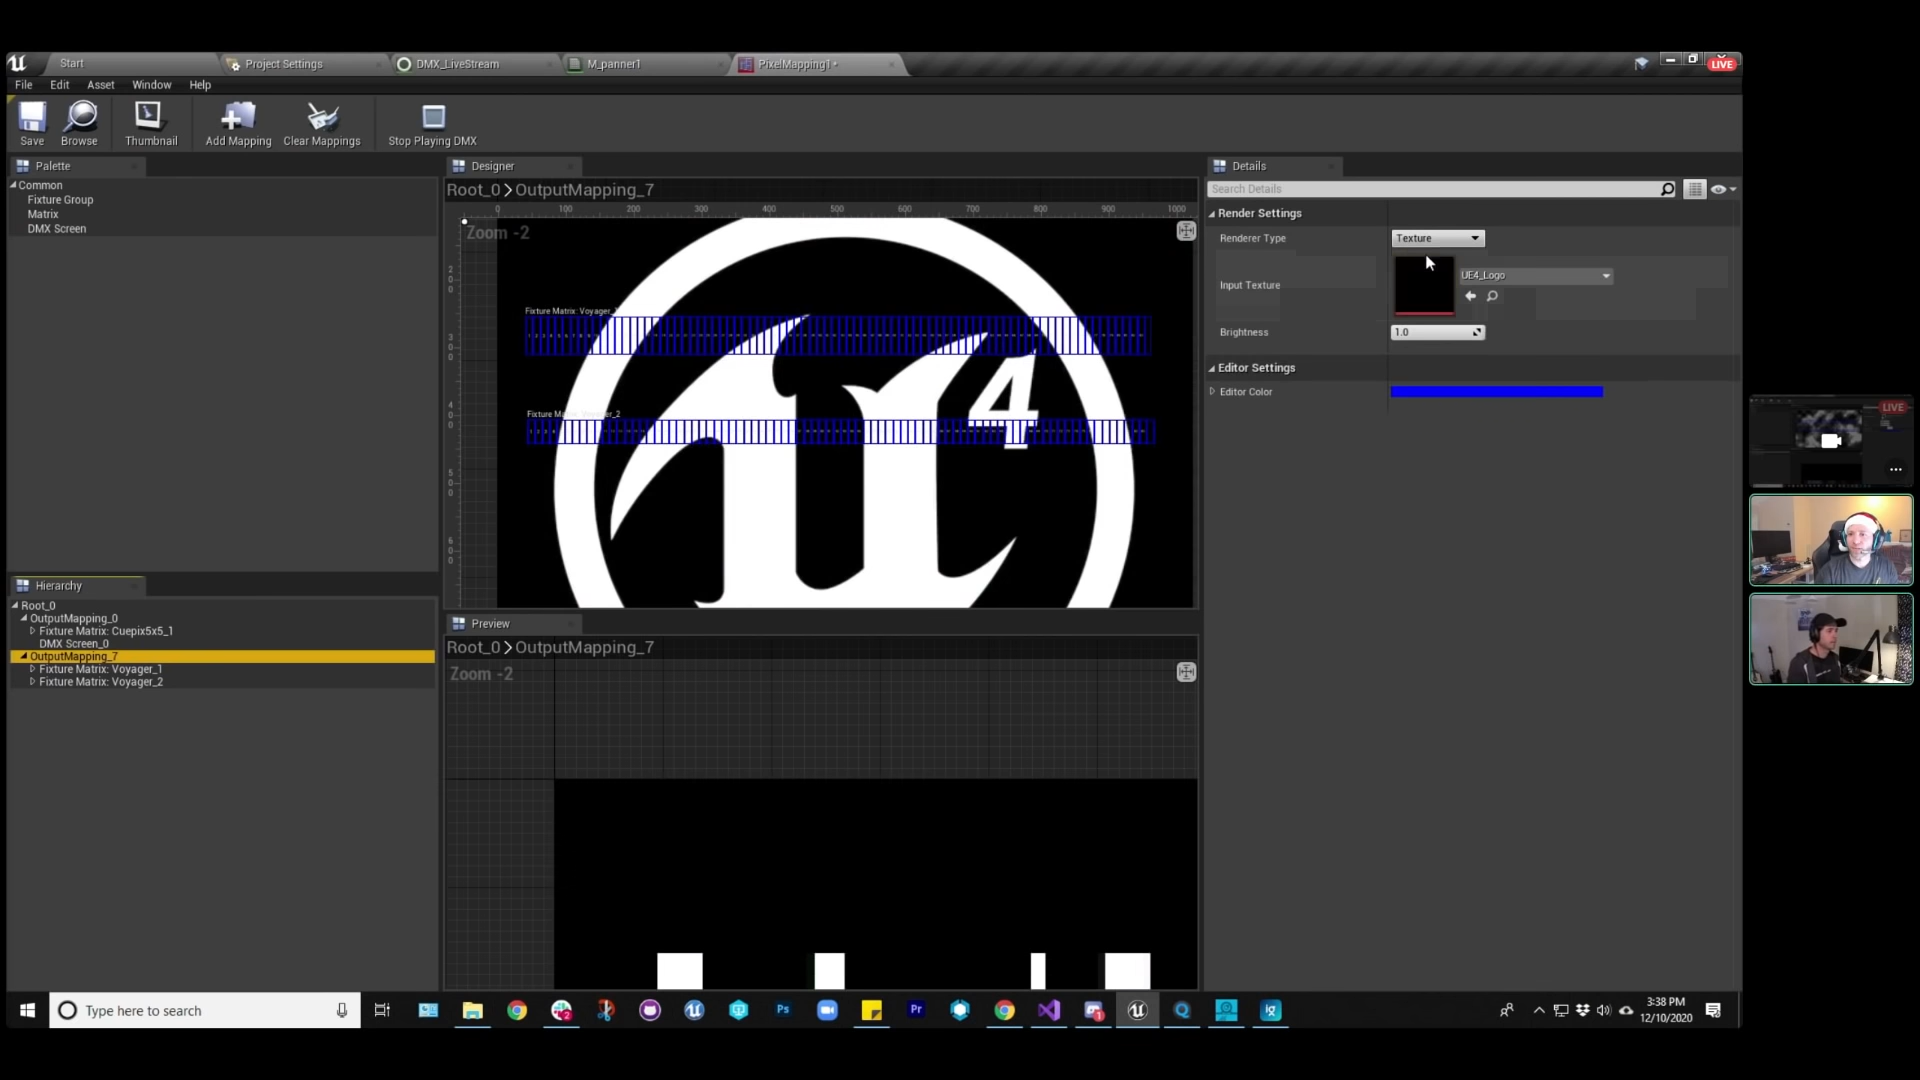 Start
Project Settings
DMX_LiveStream
M_panner1
PixelMapping1*
LIVE
File Edit Asset Window Help
Save
Browse
Thumbnail
Add Mapping
Clear Mappings
Stop Playing DMX
Palette
Common
Fixture Group
Matrix
DMX Screen
Designer
Root_0 > OutputMapping_7
0 100 200 300 400 500 600 700 800 900 1000
Zoom -2
Fixture Matrix: Voyager_
4
Details
Search Details
Render Settings
Renderer Type
Texture
Input Texture
UE4_Logo
Brightness
1.0
Editor Settings
Editor Color
LIVE
Hierarchy
Root_0
OutputMapping_0
Fixture Matrix: Cuepix5x5_1
DMX Screen_0
OutputMapping_7
Fixture Matrix: Voyager_1
Fixture Matrix: Voyager_2
Preview
Root_0 > OutputMapping_7
Zoom -2
Type here to search
Ps
Pr
3:38 PM
12/10/2020